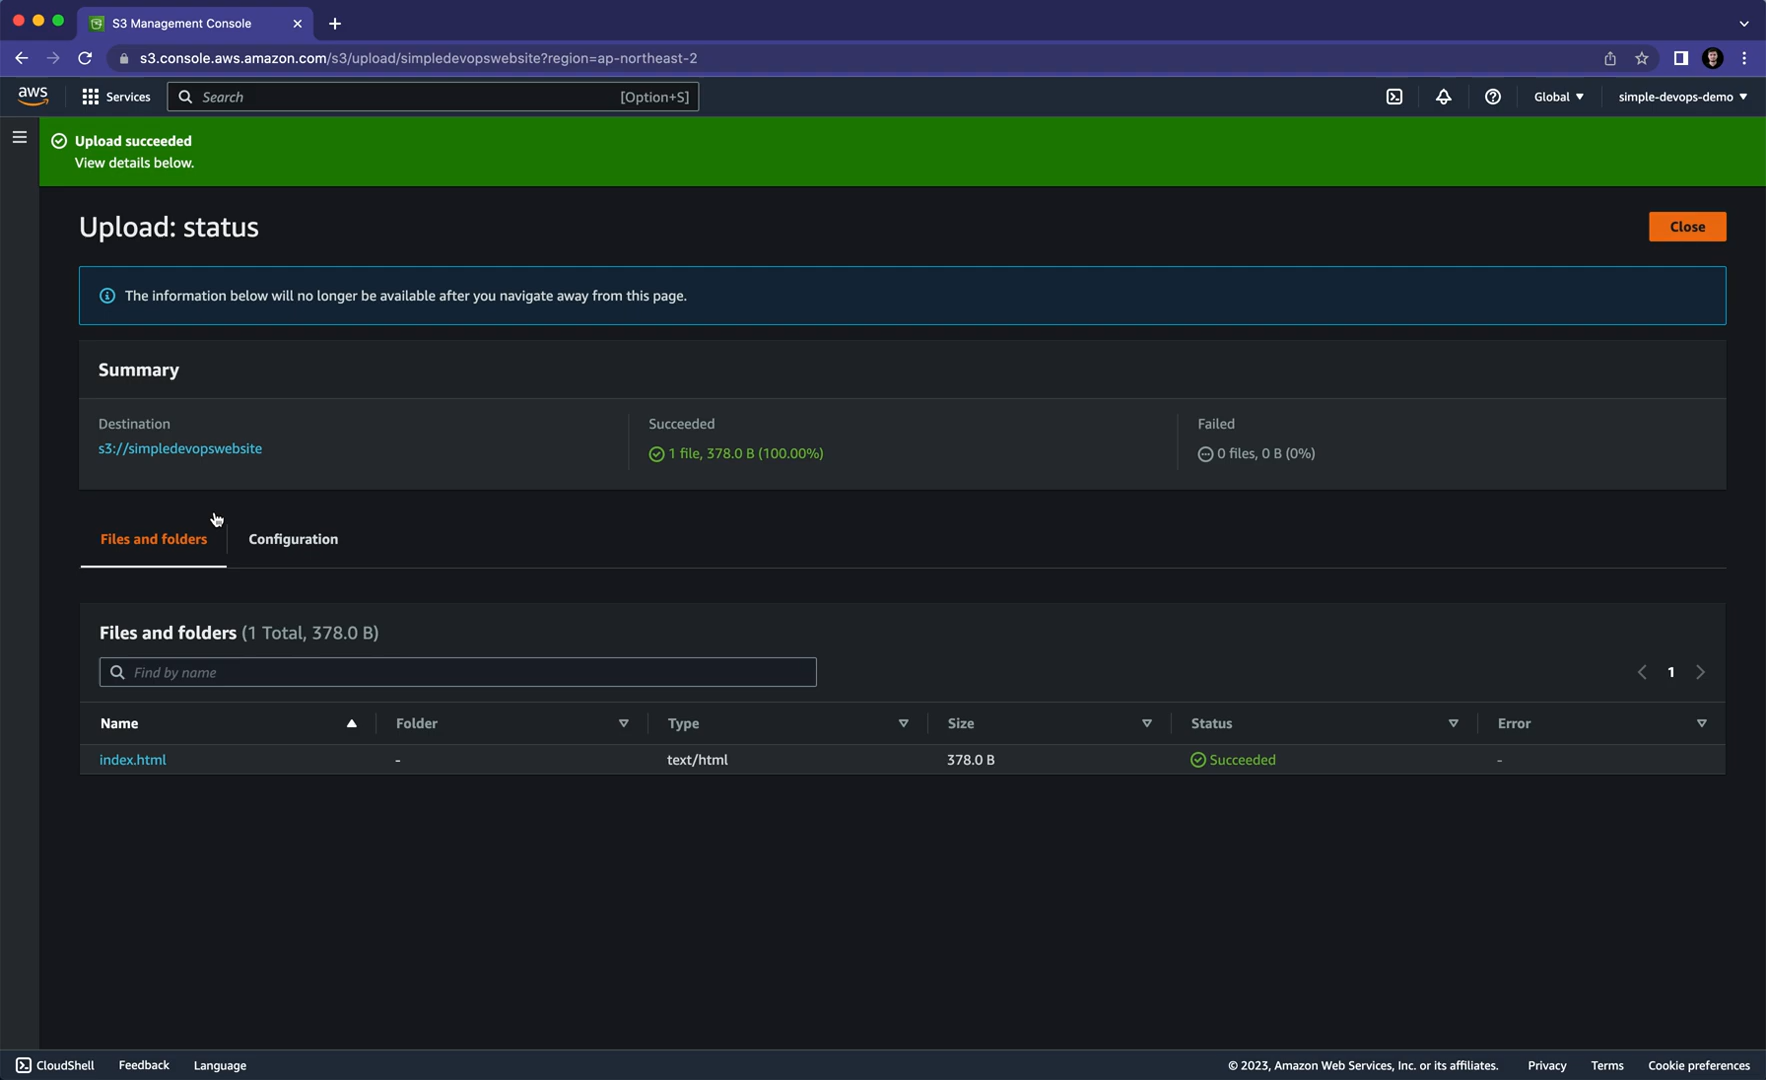 S3 Management Console
s3.console.aws.amazon.com/s3/upload/simpledevopswebsite?region=ap-northeast-2
aws
Services
Search
[Option+S]
Global
simple-devops-demo
Upload succeeded
View details below.
Upload: status
Close
The information below will no longer be available after you navigate away from this page.
Summary
Destination
s3://simpledevopswebsite
Succeeded
1 file, 378.0 B (100.00%)
Failed
0 files, 0 B (0%)
Files and folders
Configuration
Files and folders (1 Total, 378.0 B)
Find by name
1
Name
Folder
Type
Size
Status
Error
index.html
-
text/html
378.0 B
Succeeded
-
CloudShell
Feedback
Language
© 2023, Amazon Web Services, Inc. or its affiliates.
Privacy
Terms
Cookie preferences